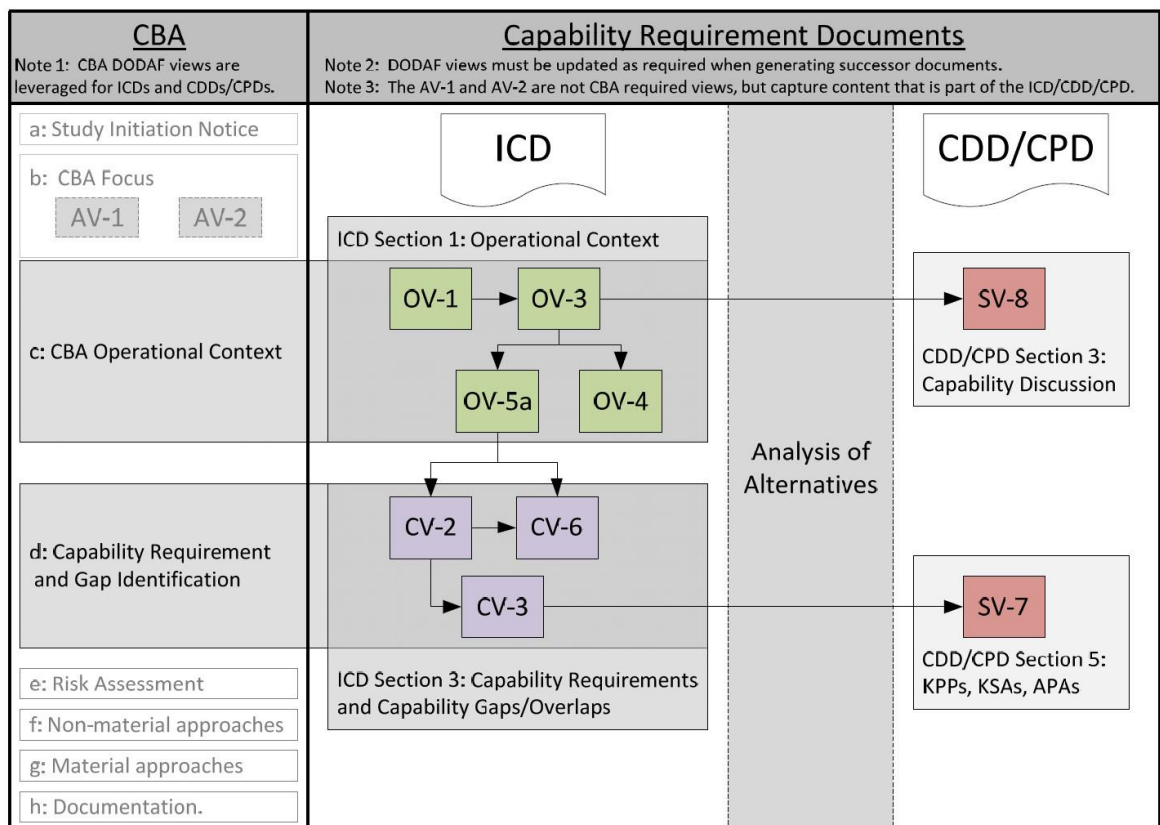 CBA
Note 1: CBA DODAF views are
leveraged for ICDs and CDDs/CPDs.
Capability Requirement Documents
Note 2: DODAF views must be updated as required when generating successor documents.
Note 3: The AV-1 and AV-2 are not CBA required views, but capture content that is part of the ICD/CDD/CPD.
a: Study Initiation Notice
b: CBA Focus
AV-1
AV-2
c: CBA Operational Context
d: Capability Requirement
and Gap Identification
e: Risk Assessment
f: Non-material approaches
g: Material approaches
h: Documentation.
ICD
ICD Section 1: Operational Context
OV-1
OV-3
OV-5a
OV-4
CV-2
CV-6
CV-3
ICD Section 3: Capability Requirements
and Capability Gaps/Overlaps
Analysis of
Alternatives
CDD/CPD
SV-8
CDD/CPD Section 3:
Capability Discussion
SV-7
CDD/CPD Section 5:
KPPs, KSAs, APAs